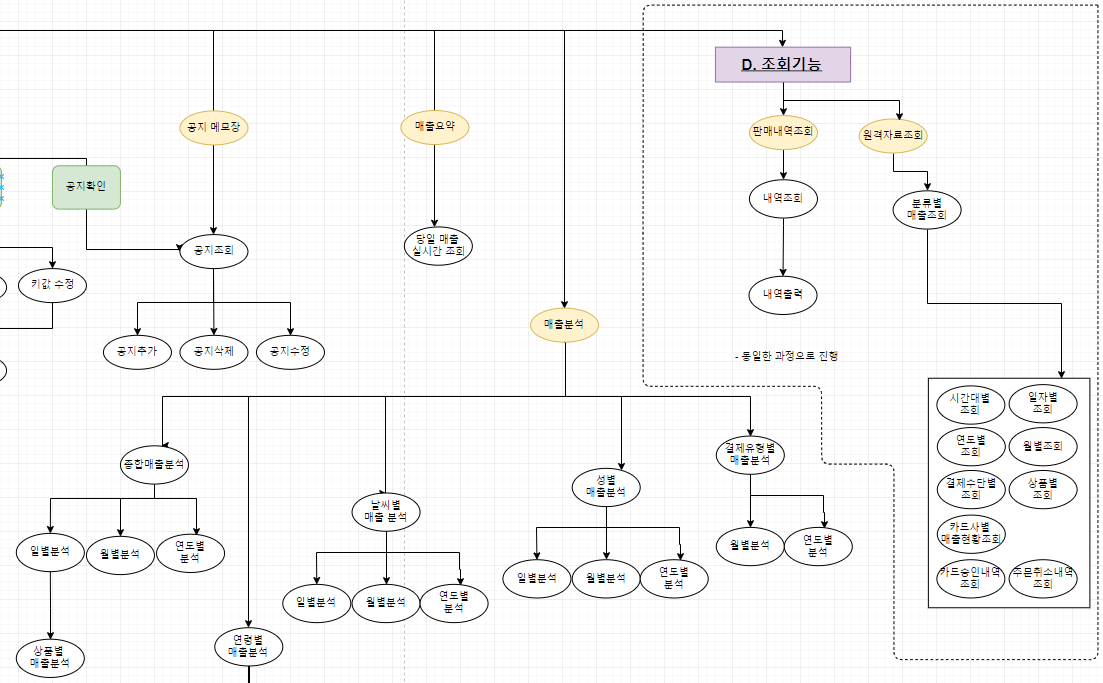 D. 조회기능
공지 메모장
매출요약
판매내역조회
원격자료조회
공지확인
내역조회
분류별
매출조회
공지조회
당일 매출
실시간 조회
키값 수정
내역출력
매출분석
공지추가
공지삭제
공지수정
- 동일한 과정으로 진행
시간대별
조회
일자별
조회
연도별
조회
월별조회
결제수단별
조회
상품별
조회
카드사별
매출현황조회
카드승인내역
조회
주문취소내역
조회
종합매출분석
날씨별
매출 분석
성별
매출분석
결제유형별
매출분석
일별분석
월별분석
연도별
분석
일별분석
월별분석
연도별
분석
일별분석
월별분석
연도별
분석
월별분석
연도별
분석
상품별
매출분석
연령별
매출분석